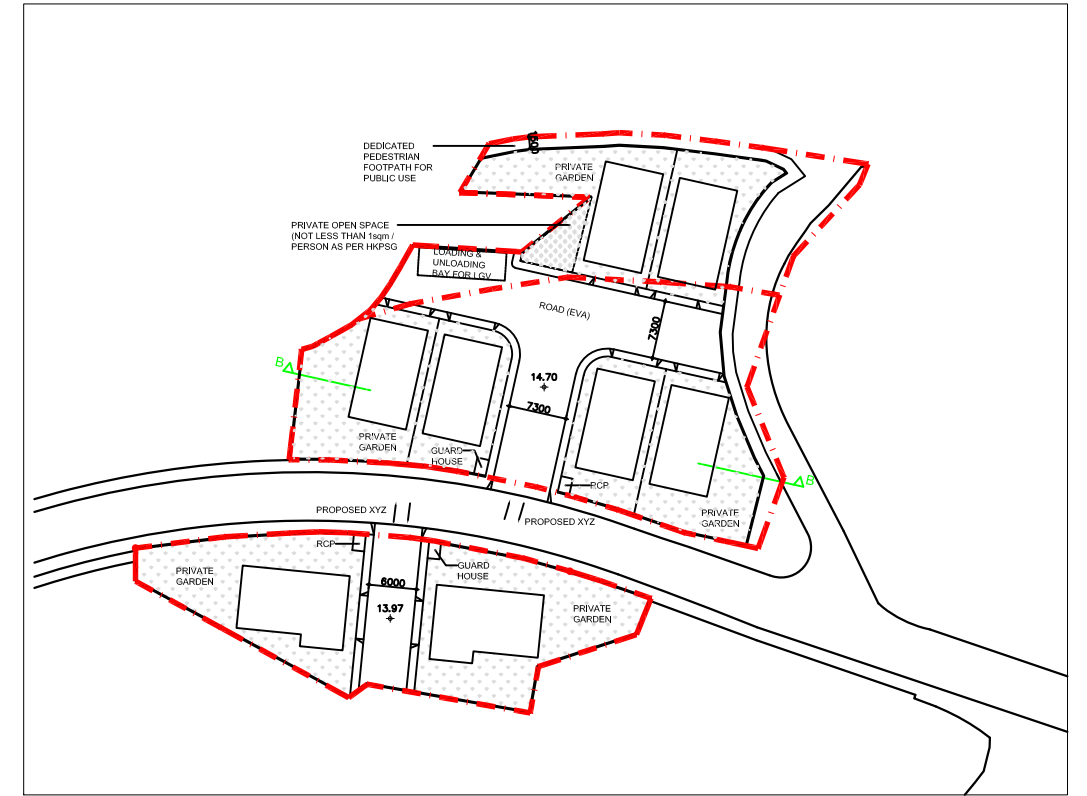 1500
DEDICATED
PEDESTRIAN
FOOTPATH FOR
PUBLIC USE
PRIVATE
GARDEN
PRIVATE OPEN SPACE
(NOT LESS THAN 1sqm /
PERSON AS PER HKPSG
LOADING &
UNLOADING
BAY FOR LGV
ROAD (EVA)
7300
B
14.70
7300
PRIVATE
GARDEN
GUARD
HOUSE
RCP
B
PRIVATE
GARDEN
PROPOSED XYZ
PROPOSED XYZ
RCP
GUARD
HOUSE
PRIVATE
GARDEN
6000
13.97
PRIVATE
GARDEN